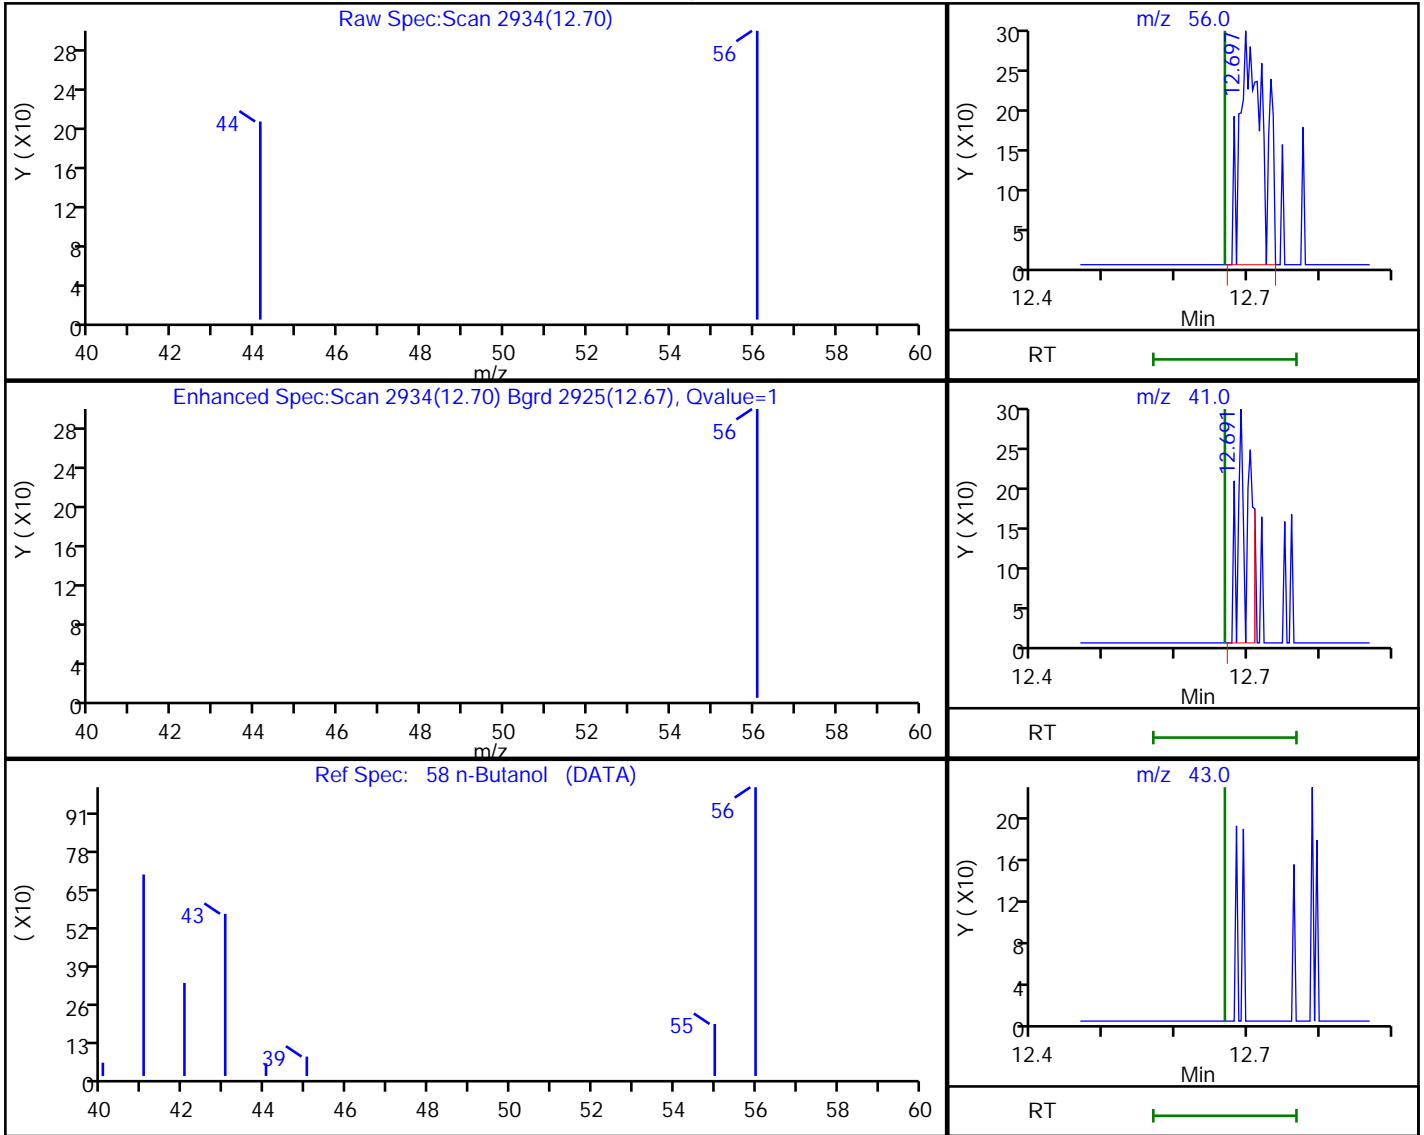 Raw Spec:Scan 2934(12.70)
Y ( X10)
28
24
20
16
12
8
4
0
44
56
40 42 44 46 48 50 52 54 56 58 60
m/z
m/z 56.0
Y ( X10)
30
25
20
15
10
5
0
12.697
12.4 12.7
Min
RT
Enhanced Spec:Scan 2934(12.70) Bgrd 2925(12.67), Qvalue=1
Y ( X10)
28
24
20
16
12
8
4
0
56
40 42 44 46 48 50 52 54 56 58 60
m/z
m/z 41.0
Y ( X10)
30
25
20
15
10
5
0
12.691
12.4 12.7
Min
RT
Ref Spec: 58 n-Butanol (DATA)
( X10)
91
78
65
52
39
26
13
0
43
39
55
56
40 42 44 46 48 50 52 54 56 58 60
m/z 43.0
Y ( X10)
20
16
12
8
4
0
12.4 12.7
Min
RT